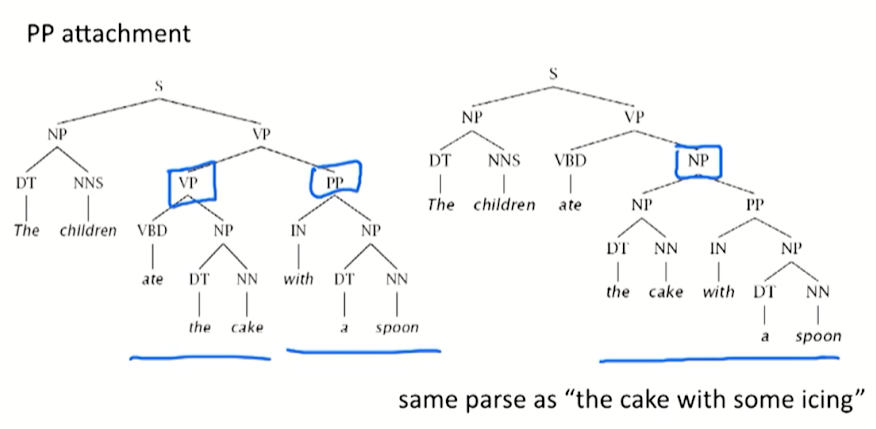 PP attachment
S
NP VP
DT NNS VP PP
The children VBD NP IN NP
ate DT NN with DT NN
the cake a spoon
S
NP VP
DT NNS VBD NP
The children ate NP PP
DT NN IN NP
the cake with DT NN
a spoon
same parse as “the cake with some icing”